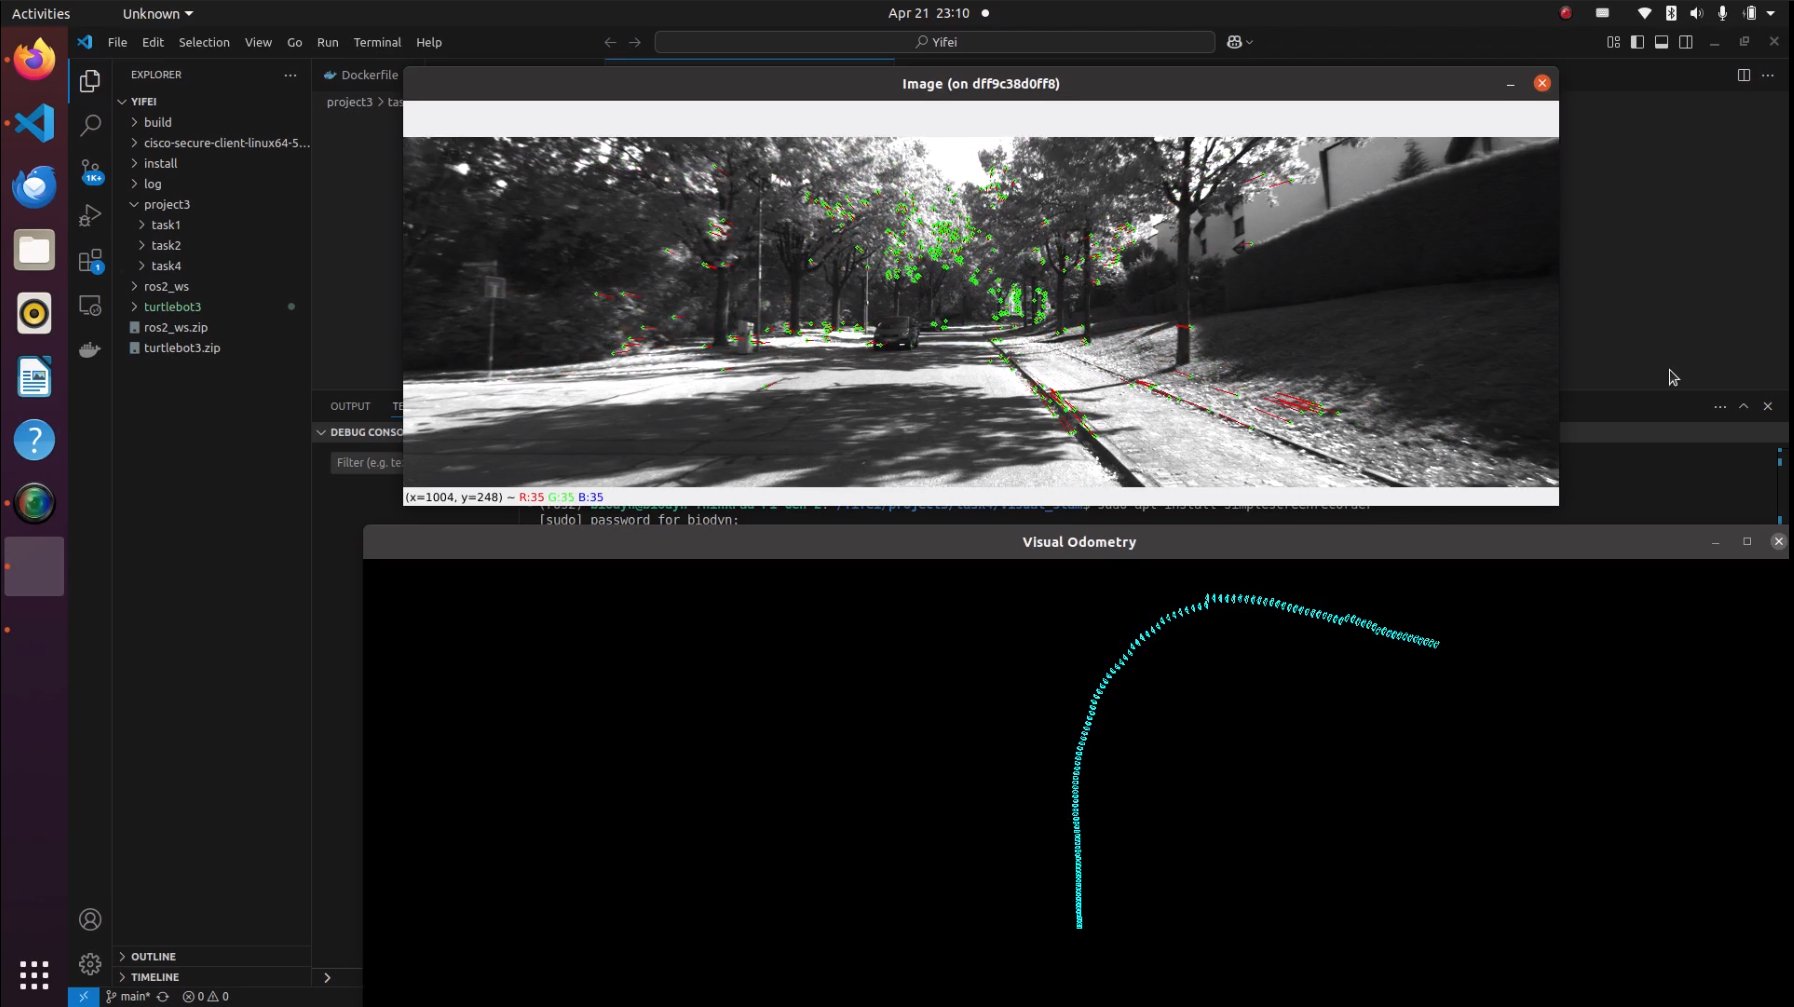 Activities
Unknown
Apr 21 23:10
File Edit Selection View Go Run Terminal Help
Yifei
EXPLORER
Dockerfile
YIFEI
project3
build
cisco-secure-client-linux64-5...
install
log
project3
task1
task2
task4
ros2_ws
turtlebot3
ros2_ws.zip
turtlebot3.zip
1K+
1
Image (on dff9c38d0ff8)
OUTPUT
DEBUG CONSO
Filter (e.g. te
(x=1004, y=248) ~ R:35 G:35 B:35
[sudo] password for biodyn:
Visual Odometry
OUTLINE
TIMELINE
main*
0 0